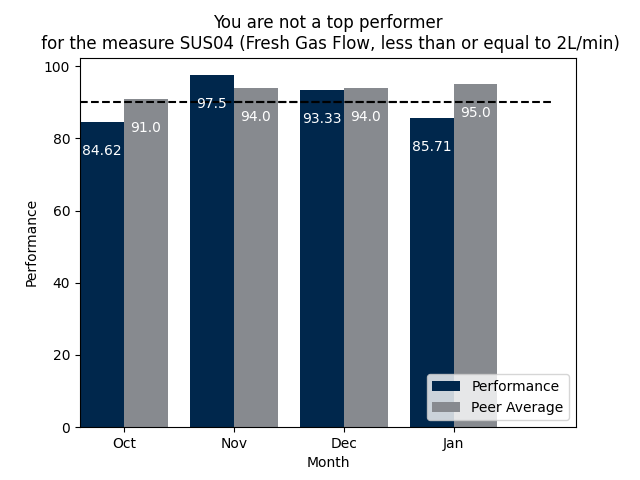 You are not a top performer
for the measure SUS04 (Fresh Gas Flow, less than or equal to 2L/min)
100
80
60
40
20
0
Performance
84.62
91.0
97.5
94.0
93.33
94.0
85.71
95.0
Performance
Peer Average
Oct
Nov
Dec
Jan
Month